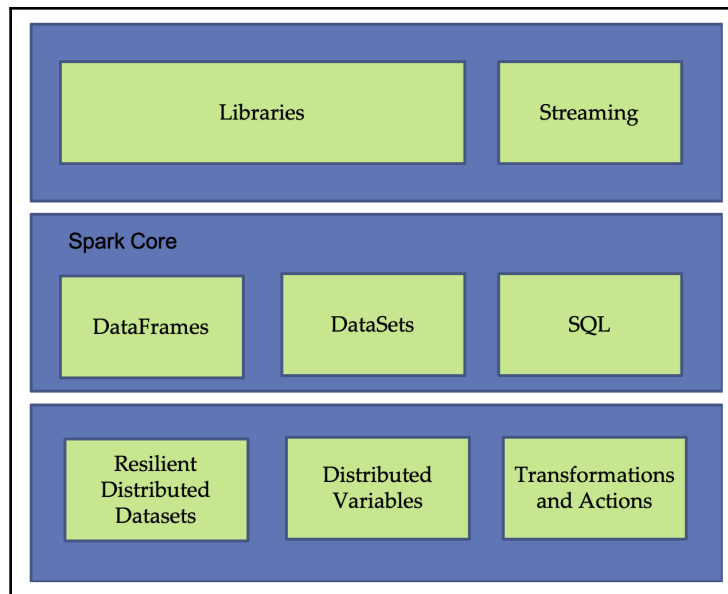 Libraries
Streaming
Spark Core
DataFrames
DataSets
SQL
Resilient
Distributed
Datasets
Distributed
Variables
Transformations
and Actions